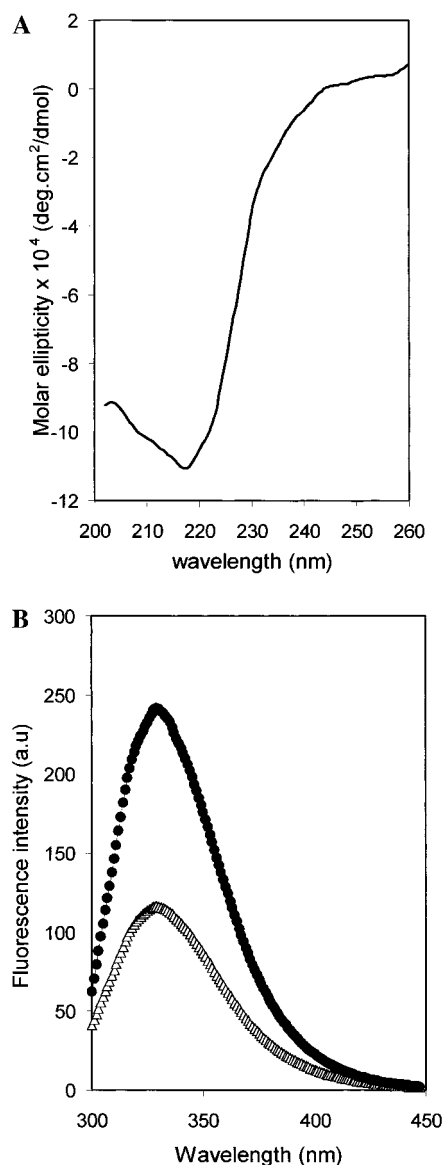 A
Molar ellipticity x 10⁴ (deg.cm²/dmol)
2
0
-2
-4
-6
-8
-10
-12
200 210 220 230 240 250 260
wavelength (nm)
B
Fluorescence intensity (a.u)
300
250
200
150
100
50
0
300 350 400 450
Wavelength (nm)